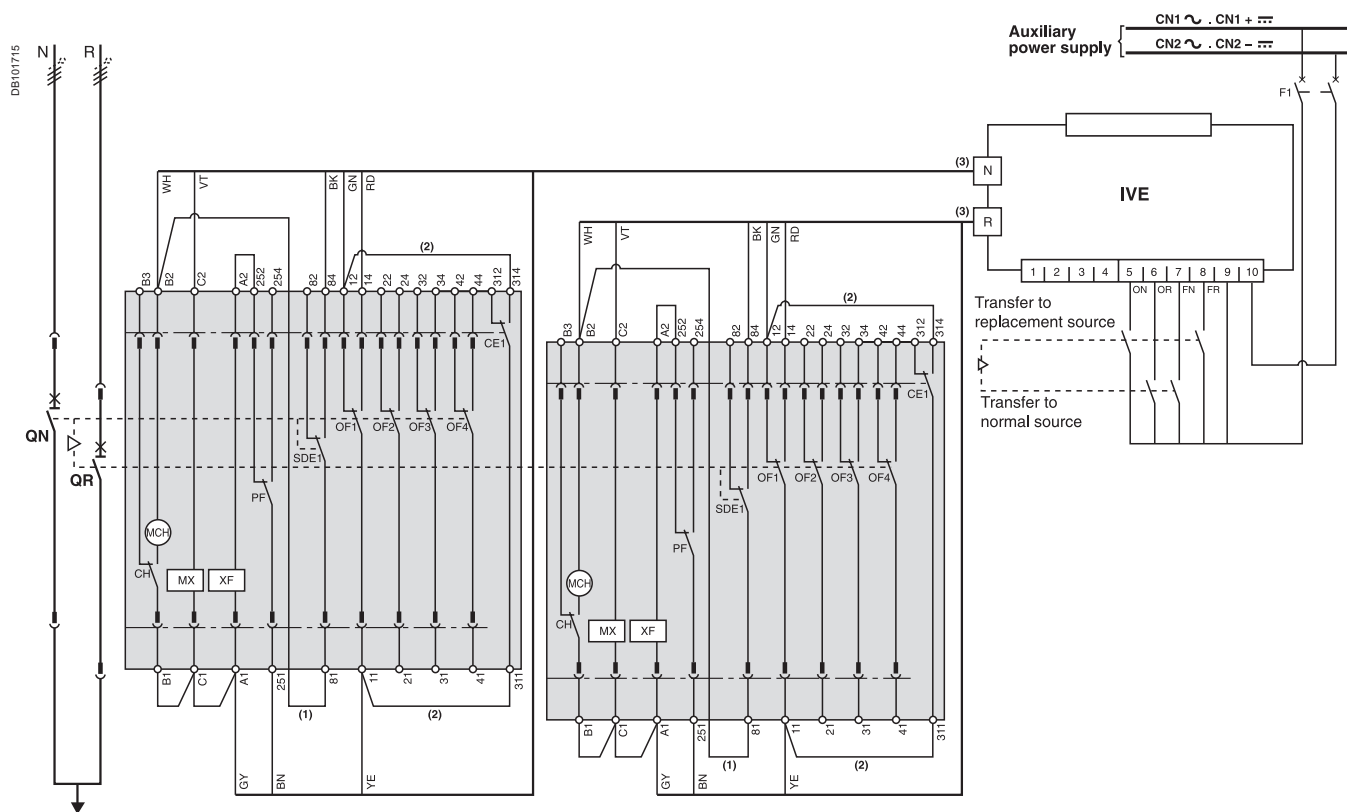 DB101715
N R
Auxiliary
power supply
CN1 ∿ . CN1 + ⎓
CN2 ∿ . CN2 – ⎓
F1
IVE
(3) N
(3) R
1 2 3 4 5 6 7 8 9 10
ON OR FN FR
Transfer to
replacement source
Transfer to
normal source
QN
QR
WH VT BK GN RD
(2)
B3 B2 C2 A2 252 254 82 84 12 14 22 24 32 34 42 44 312 314
CE1
OF1 OF2 OF3 OF4
SDE1
PF
MCH
CH
MX XF
B1 C1 A1 251 81 11 21 31 41 311
(1) (2)
GY BN YE
WH VT BK GN RD
(2)
B3 B2 C2 A2 252 254 82 84 12 14 22 24 32 34 42 44 312 314
CE1
OF1 OF2 OF3 OF4
SDE1
PF
MCH
CH
MX XF
B1 C1 A1 251 81 11 21 31 41 311
(1) (2)
GY BN YE